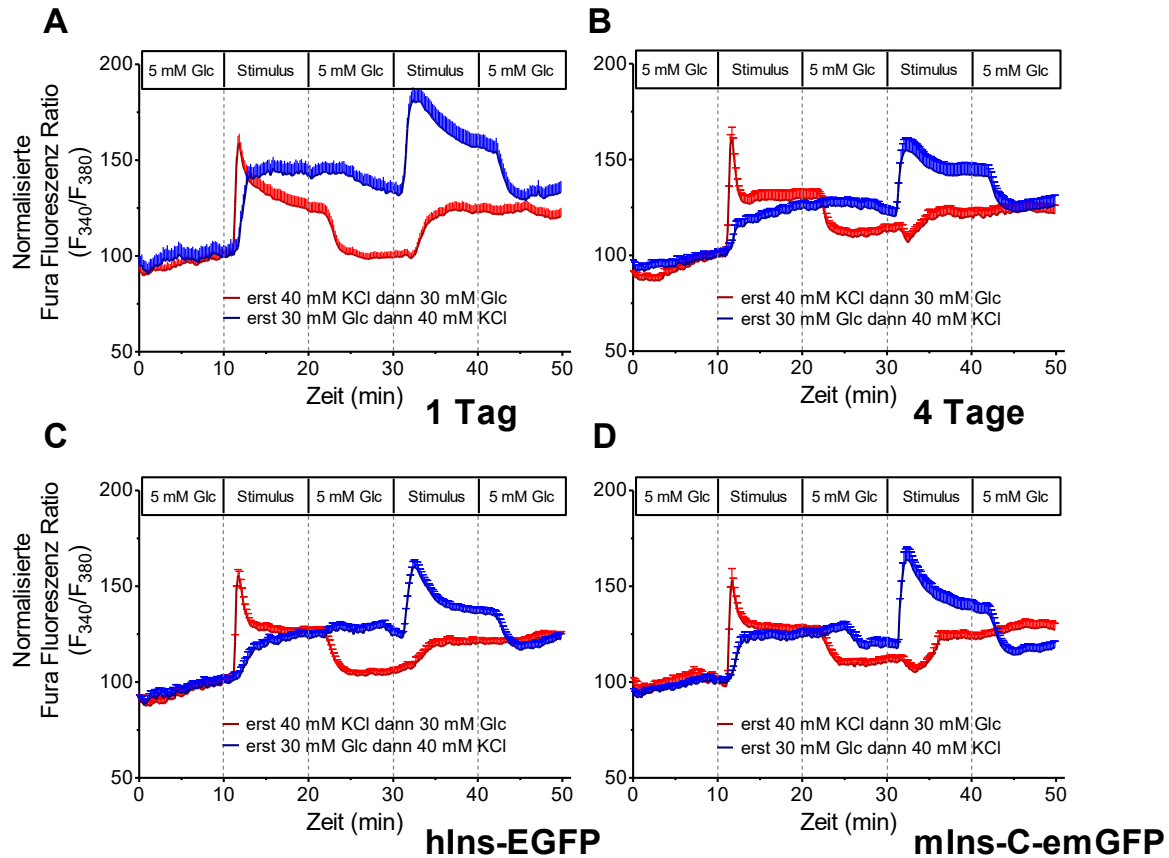 A
200
5 mM Glc Stimulus 5 mM Glc Stimulus 5 mM Glc
150
100
50
Normalisierte
Fura Fluoreszenz Ratio
(F340/F380)
erst 40 mM KCl dann 30 mM Glc
erst 30 mM Glc dann 40 mM KCl
0 10 20 30 40 50
Zeit (min)
1 Tag
B
200
5 mM Glc Stimulus 5 mM Glc Stimulus 5 mM Glc
150
100
50
erst 40 mM KCl dann 30 mM Glc
erst 30 mM Glc dann 40 mM KCl
0 10 20 30 40 50
Zeit (min)
4 Tage
C
200
5 mM Glc Stimulus 5 mM Glc Stimulus 5 mM Glc
150
100
50
Normalisierte
Fura Fluoreszenz Ratio
(F340/F380)
erst 40 mM KCl dann 30 mM Glc
erst 30 mM Glc dann 40 mM KCl
0 10 20 30 40 50
Zeit (min)
hIns-EGFP
D
200
5 mM Glc Stimulus 5 mM Glc Stimulus 5 mM Glc
150
100
50
erst 40 mM KCl dann 30 mM Glc
erst 30 mM Glc dann 40 mM KCl
0 10 20 30 40 50
Zeit (min)
mIns-C-emGFP